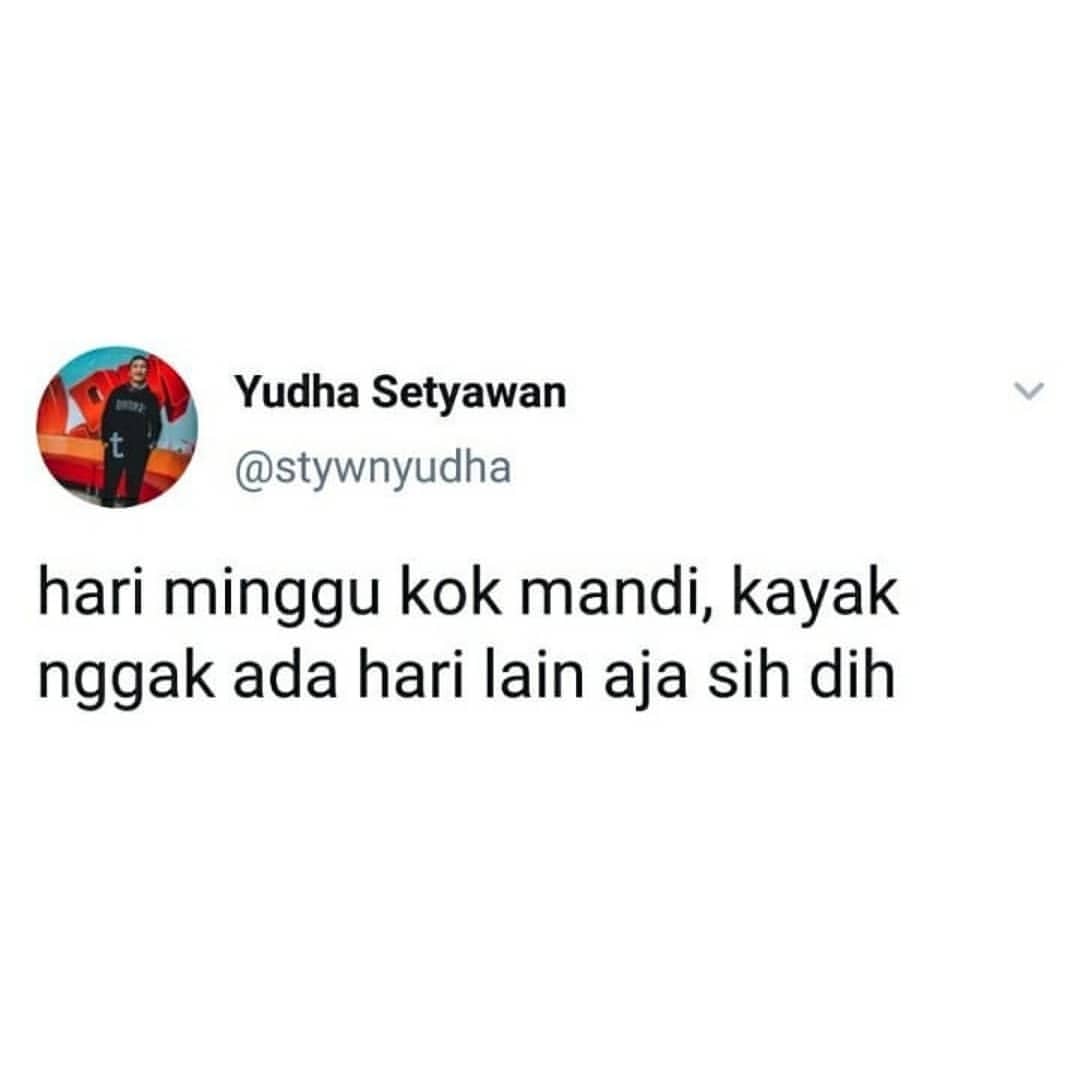 Yudha Setyawan
@stywnyudha
hari minggu kok mandi, kayak
nggak ada hari lain aja sih dih